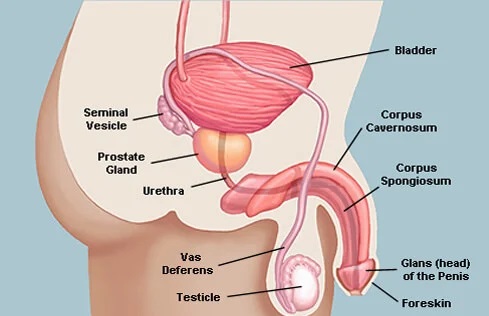 Bladder
Seminal
Vesicle
Corpus
Cavernosum
Prostate
Gland
Corpus
Spongiosum
Urethra
Vas
Deferens
Glans (head)
of the Penis
Testicle
Foreskin